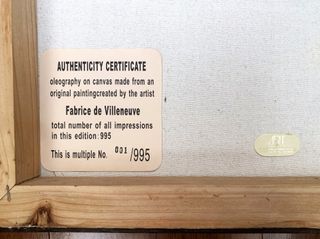 AUTHENTICITY CERTIFICATE
oleography on canvas made from an
original paintingcreated by the artist
Fabrice de Villeneuve
total number of all impressions
in this edition:995
This is multiple No. 001 /995